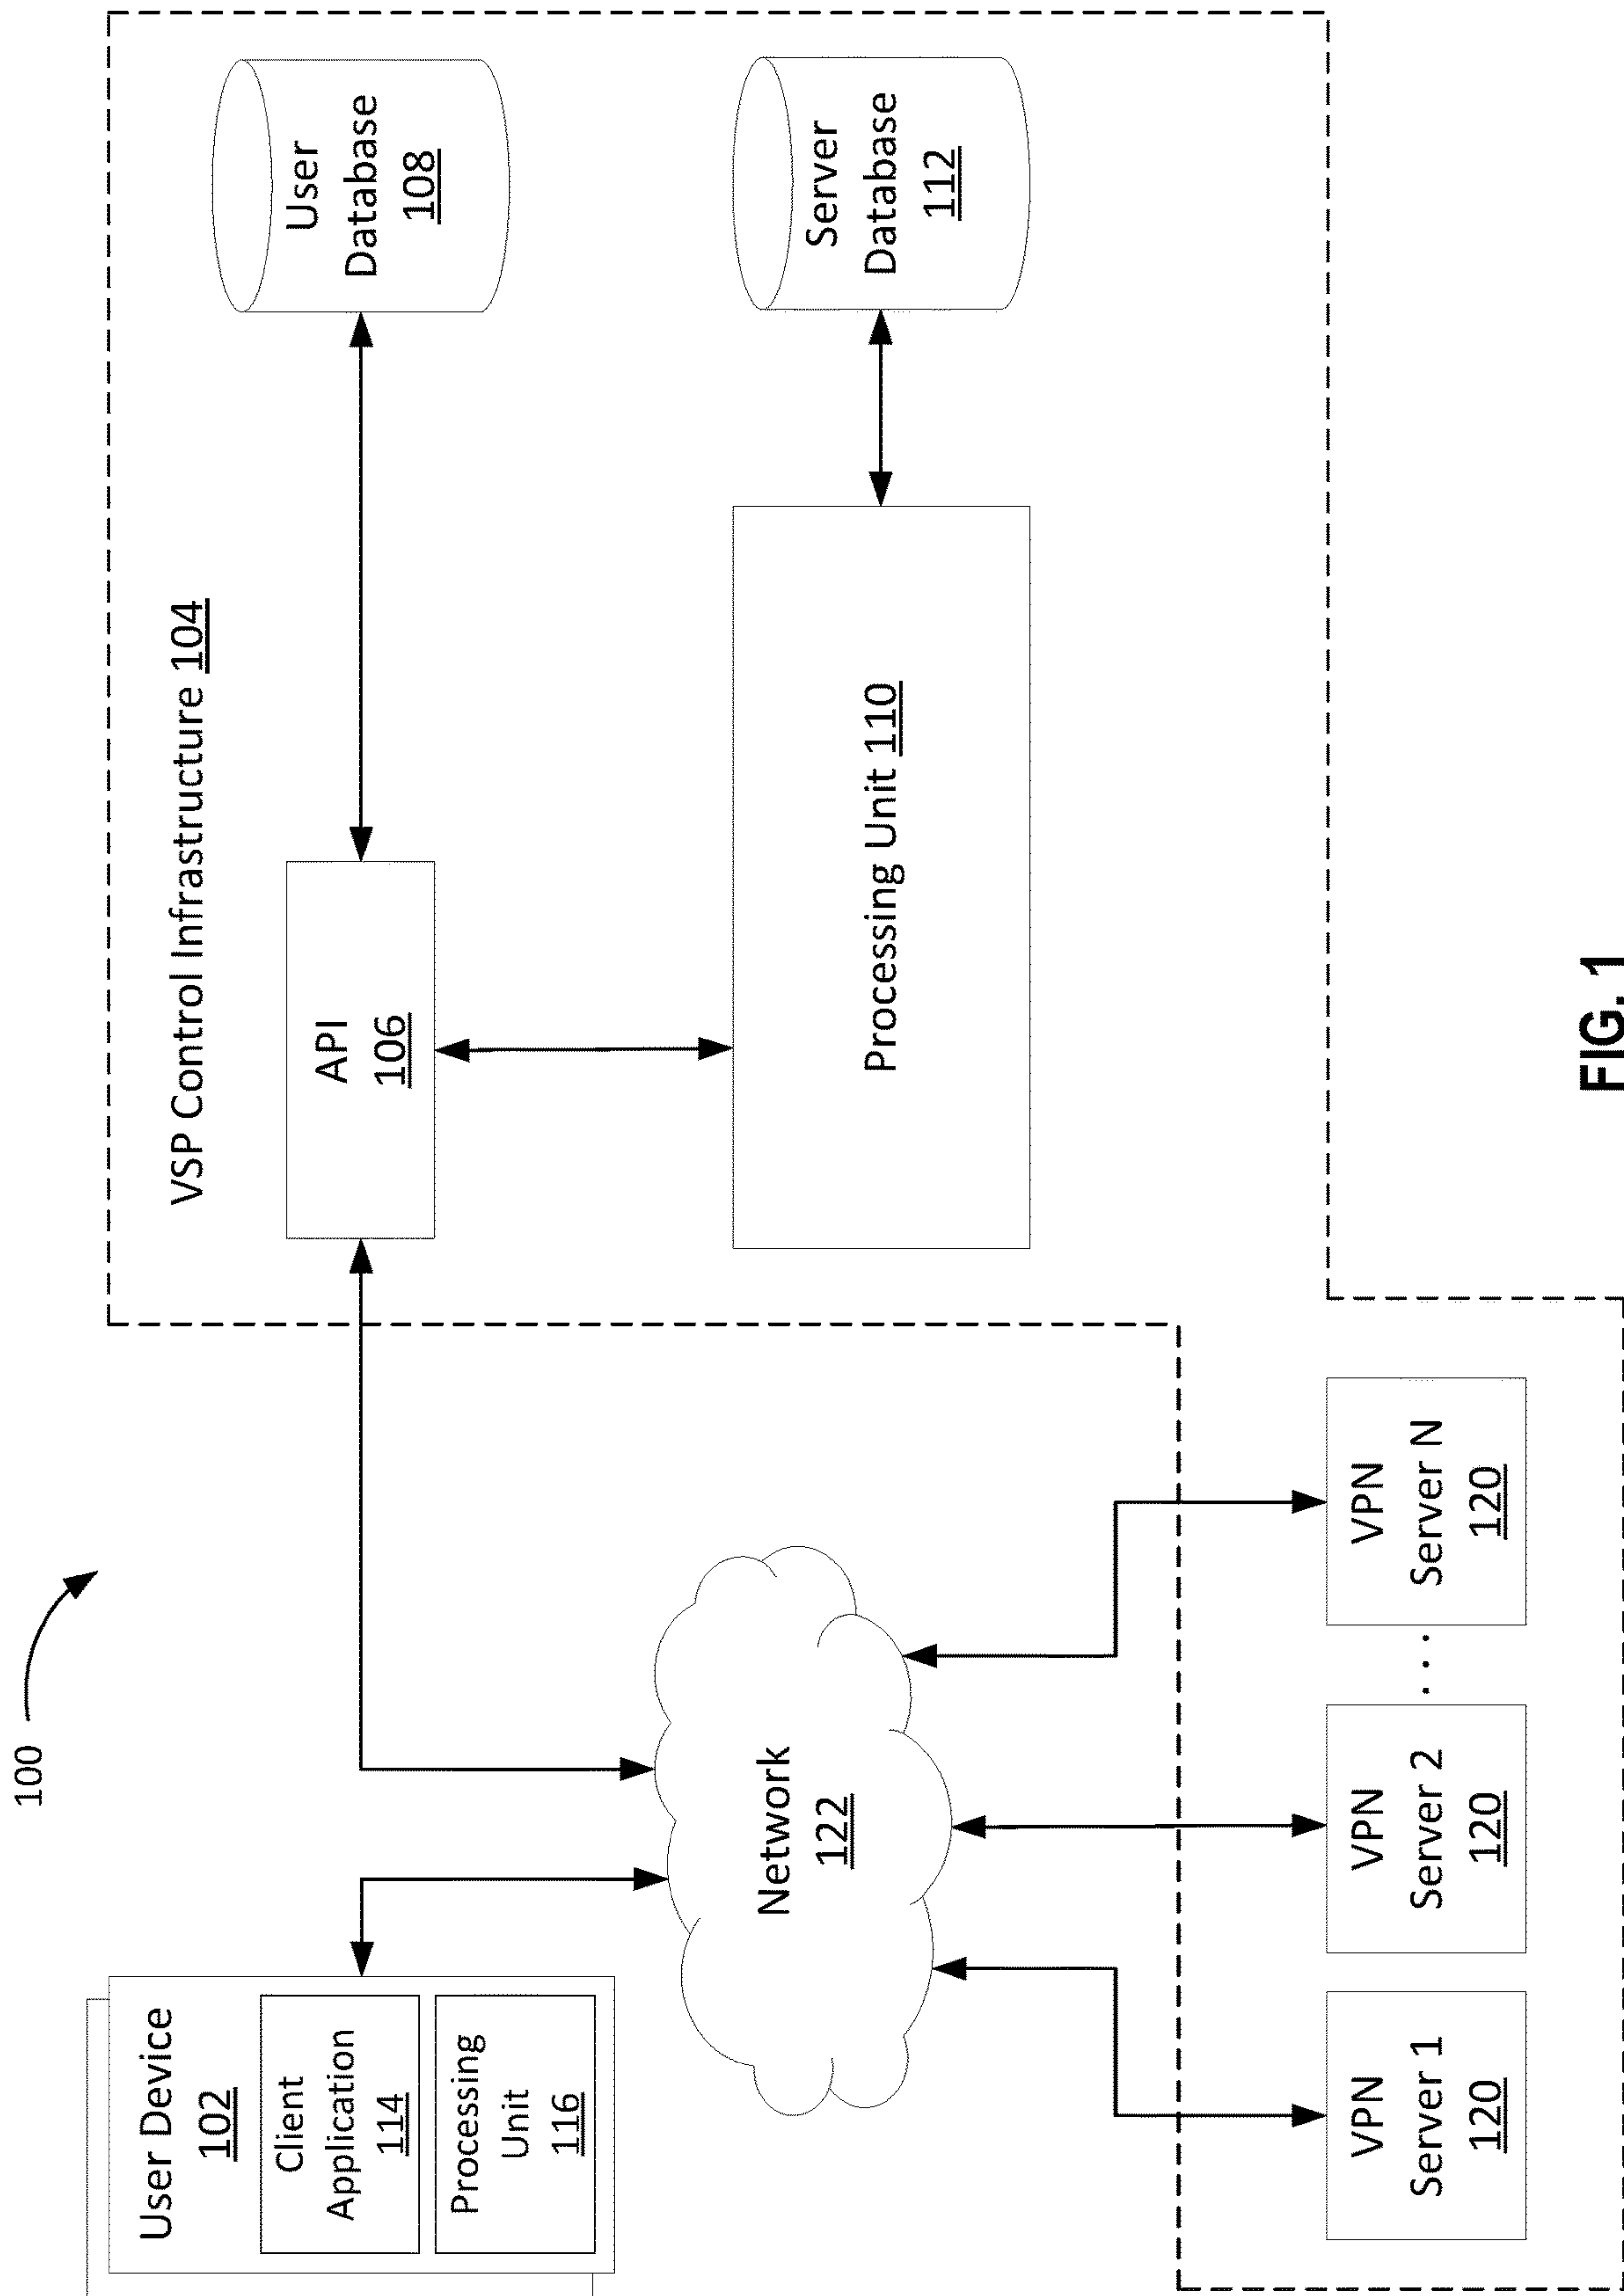 100
User Device
102
Client
Application
114
Processing
Unit
116
VSP Control Infrastructure 104
API
106
User
Database
108
Network
122
Processing Unit 110
Server
Database
112
VPN
Server 1
120
VPN
Server 2
120
. . .
VPN
Server N
120
FIG. 1